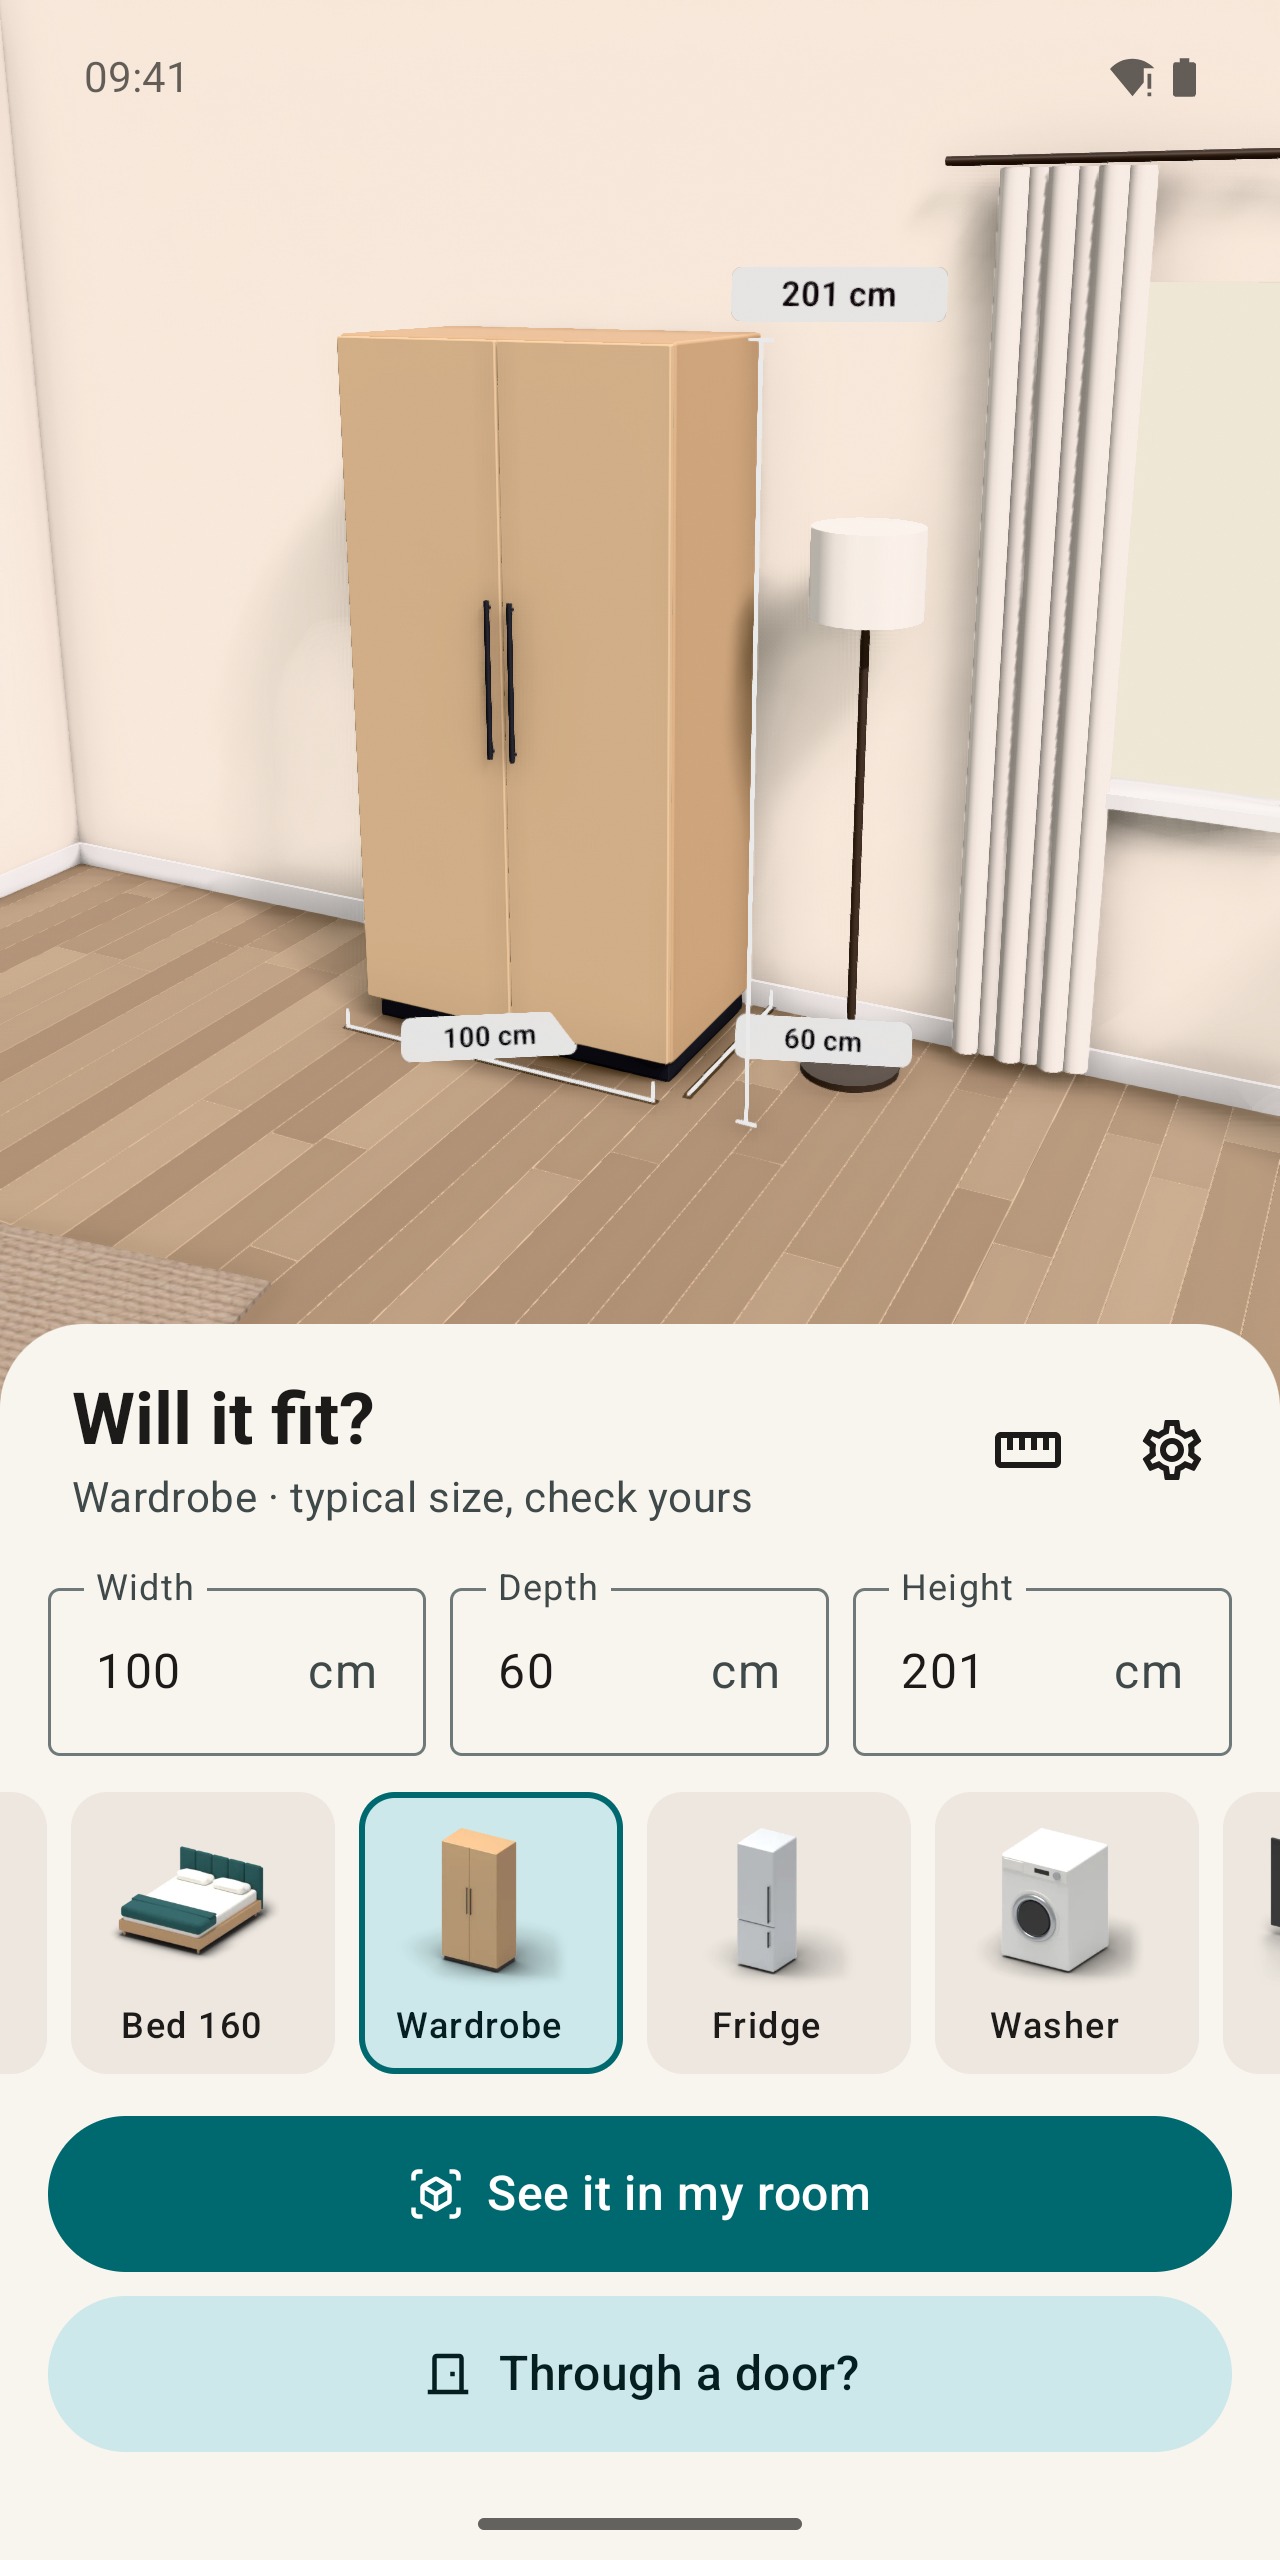 09:41
201 cm
100 cm
60 cm
Will it fit?
Wardrobe · typical size, check yours
Width
Depth
Height
100 cm
60 cm
201 cm
Bed 160
Wardrobe
Fridge
Washer
See it in my room
Through a door?